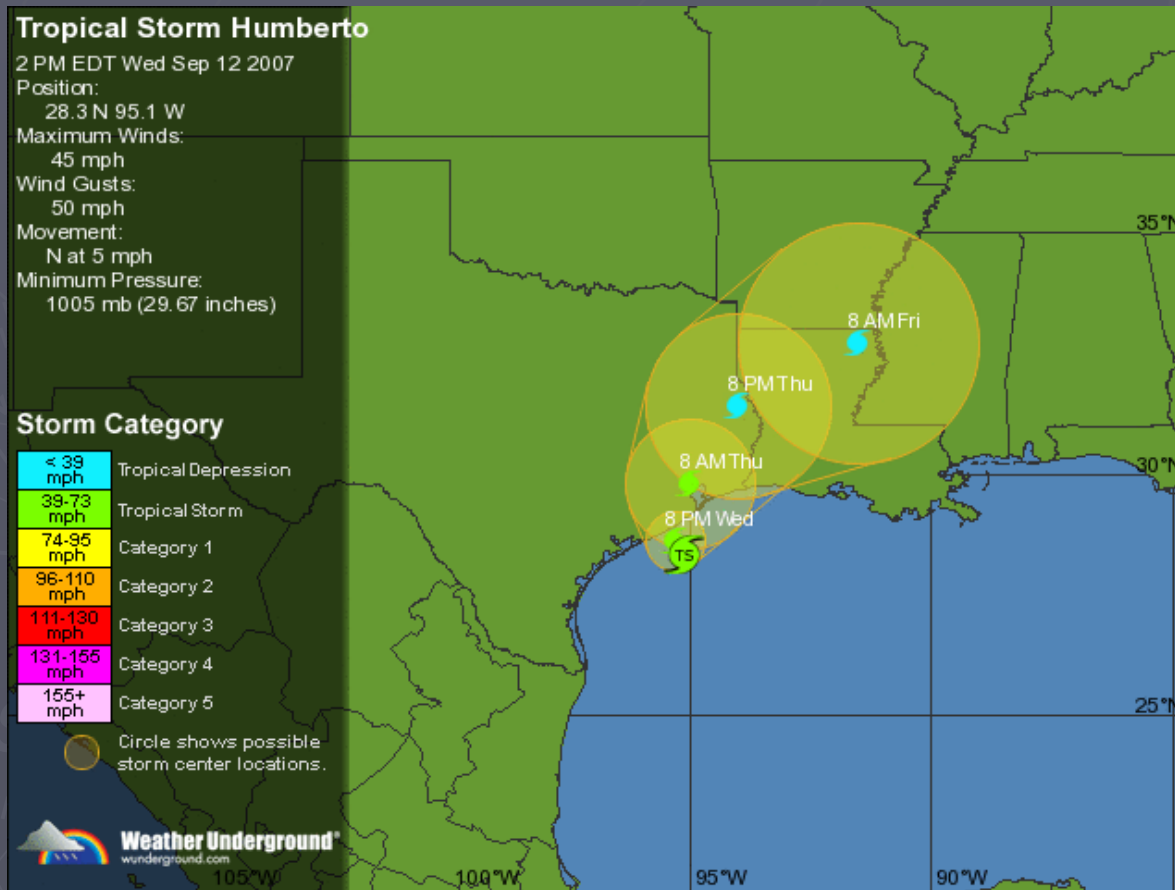 Tropical Storm Humberto
2 PM EDT Wed Sep 12 2007
Position:
28.3 N 95.1 W
Maximum Winds:
45 mph
Wind Gusts:
50 mph
Movement:
N at 5 mph
Minimum Pressure:
1005 mb (29.67 inches)
Storm Category
< 39
mph
Tropical Depression
39-73
mph
Tropical Storm
74-95
mph
Category 1
96-110
mph
Category 2
111-130
mph
Category 3
131-155
mph
Category 4
155+
mph
Category 5
Circle shows possible
storm center locations.
Weather Underground®
wunderground.com
35°N
8 AM Fri
8 PM Thu
8 AM Thu
30°N
8 PM Wed
TS
25°N
105°W
100°W
95°W
90°W